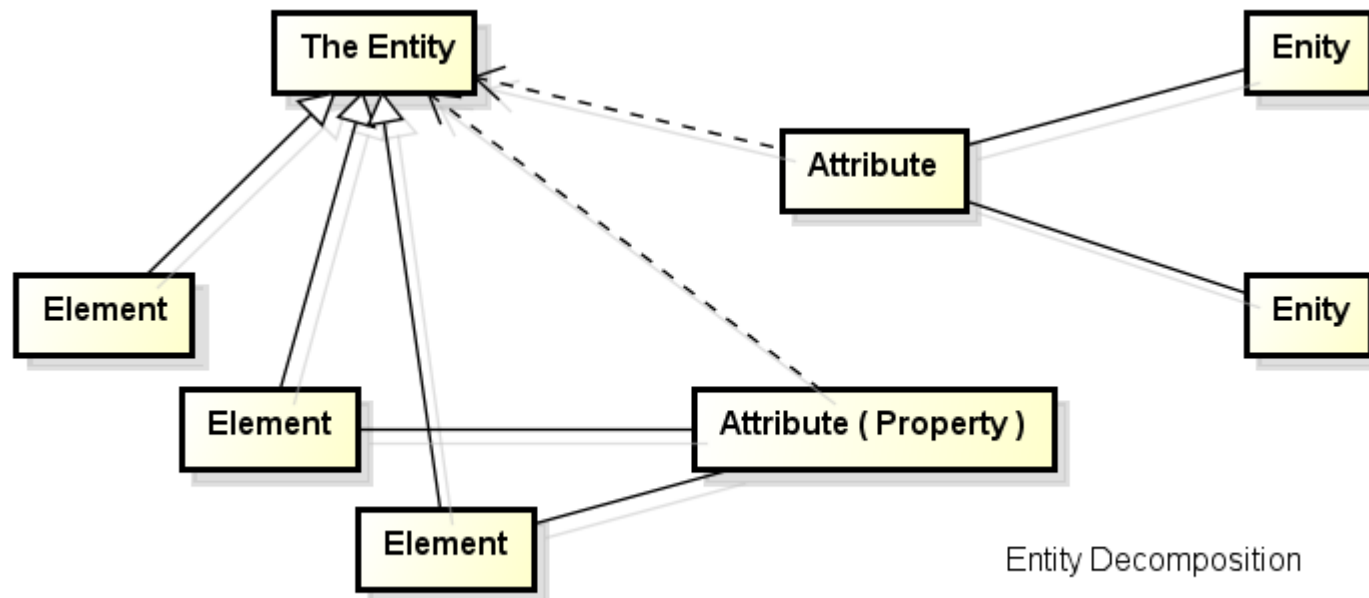 The Entity
Enity
Attribute
Element
Enity
Element
Attribute ( Property )
Element
Entity Decomposition